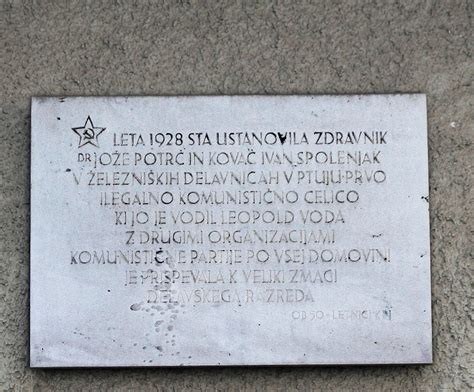 LETA 1928 STA USTANOVILA ZDRAVNIK
DR JOŽE POTRČ IN KOVAČ IVAN SPOLENJAK
V ŽELEZNIŠKIH DELAVNICAH V PTUJU PRVO
ILEGALNO KOMUNISTIČNO CELICO
KI JO JE VODIL LEOPOLD VODA
Z DRUGIMI ORGANIZACIJAMI
KOMUNISTIČNE PARTIJE PO VSEJ DOMOVINI
JE PRISPEVALA K VELIKI ZMAGI
DELAVSKEGA RAZREDA
OB 50-LETNICI KPJ